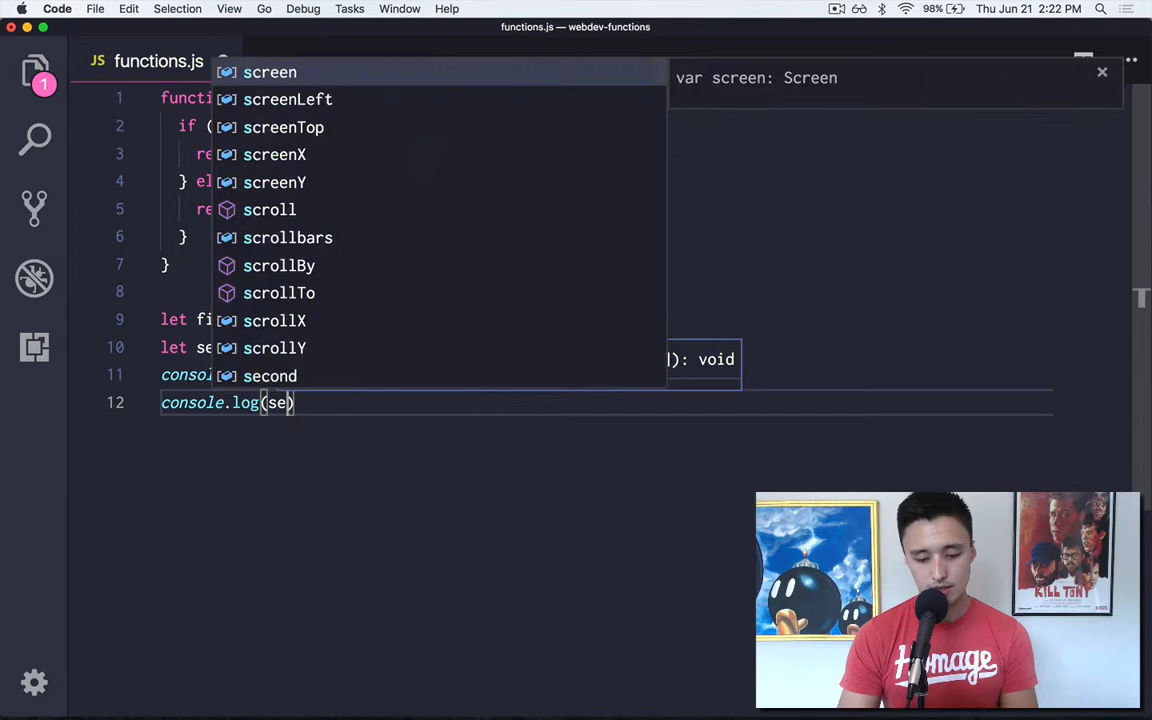 Code File Edit Selection View Go Debug Tasks Window Help 98% Thu Jun 21 2:22 PM
functions.js — webdev-functions
JS functions.js
1
screen
var screen: Screen
1 functi
screenLeft
2 if (
screenTop
3 re
screenX
4 } el
screenY
5 re
scroll
6 }
scrollbars
7 }
scrollBy
8
scrollTo
9 let fi
scrollX
10 let se
scrollY
]): void
11 consol
second
12 console.log(se)
KILL TONY
Homage